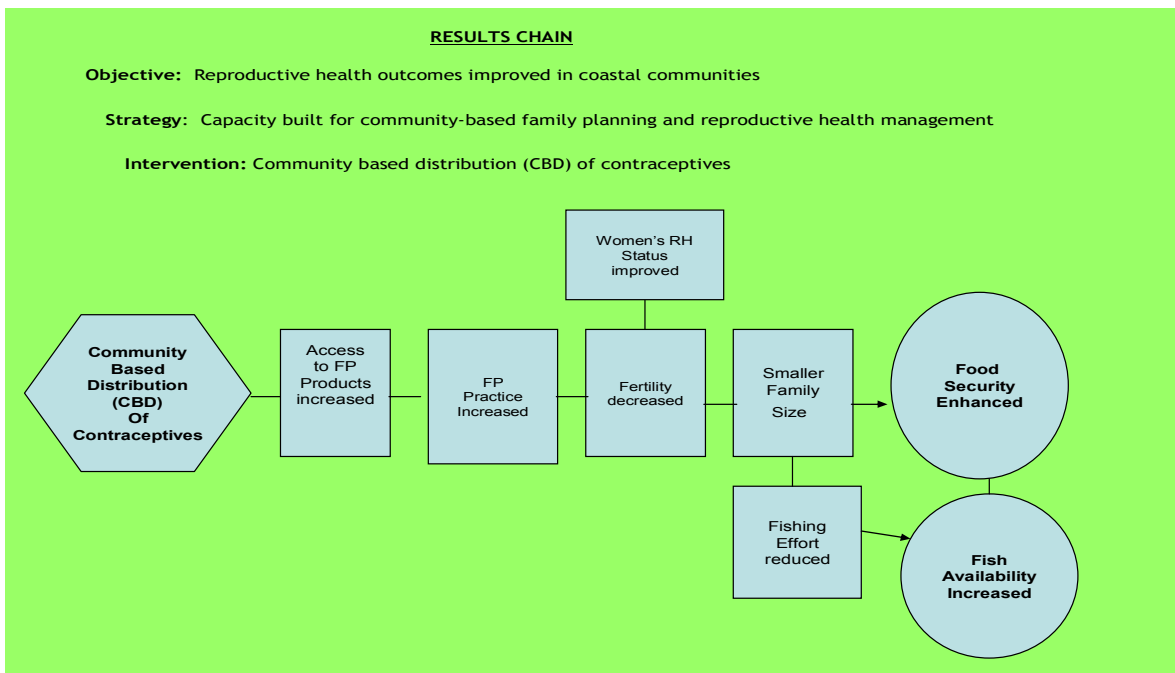 RESULTS CHAIN
Objective: Reproductive health outcomes improved in coastal communities
Strategy: Capacity built for community-based family planning and reproductive health management
Intervention: Community based distribution (CBD) of contraceptives
Women's RH
Status
improved
Community
Based
Distribution
(CBD)
Of
Contraceptives
Access
to FP
Products
increased
FP
Practice
Increased
Fertility
decreased
Smaller
Family
Size
Food
Security
Enhanced
Fishing
Effort
reduced
Fish
Availability
Increased